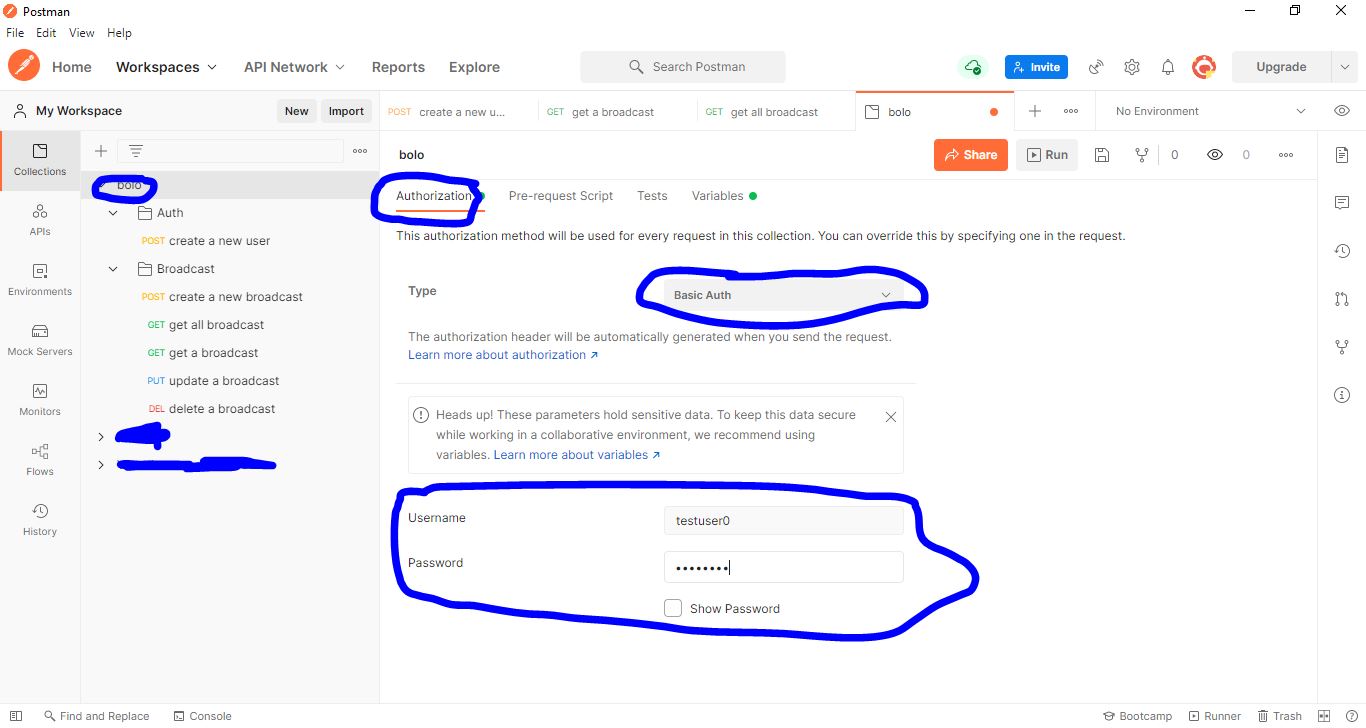 Postman
File Edit View Help
Home Workspaces API Network Reports Explore Search Postman Invite Upgrade
My Workspace New Import
POST create a new u... GET get a broadcast GET get all broadcast bolo No Environment
Collections
APIs
Environments
Mock Servers
Monitors
Flows
History
bolo
Auth
POST create a new user
Broadcast
POST create a new broadcast
GET get all broadcast
GET get a broadcast
PUT update a broadcast
DEL delete a broadcast
bolo Share Run 0 0
Authorization Pre-request Script Tests Variables
This authorization method will be used for every request in this collection. You can override this by specifying one in the request.
Type Basic Auth
The authorization header will be automatically generated when you send the request.
Learn more about authorization ↗
Heads up! These parameters hold sensitive data. To keep this data secure
while working in a collaborative environment, we recommend using
variables. Learn more about variables ↗
Username testuser0
Password ••••••••
Show Password
Find and Replace Console Bootcamp Runner Trash